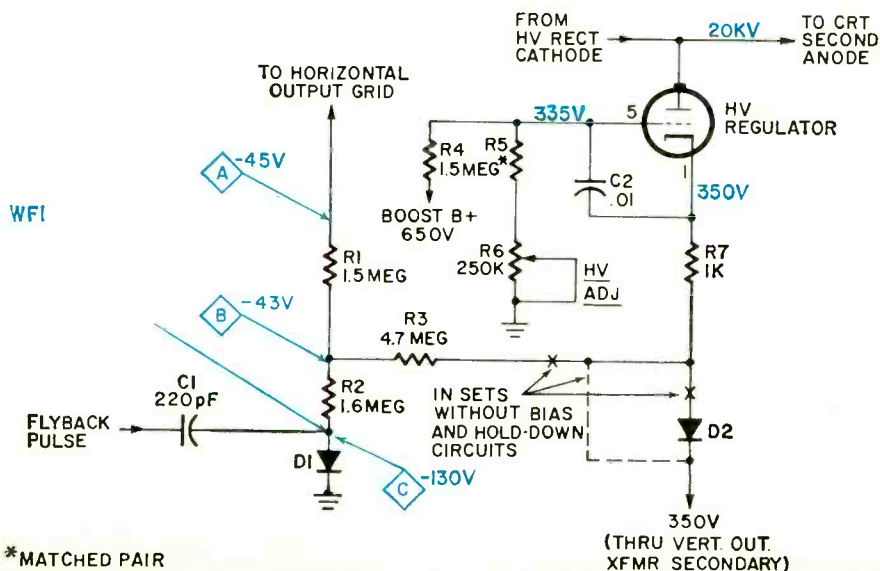 FROM
HV RECT
CATHODE
20KV
TO CRT
SECOND
ANODE
TO HORIZONTAL
OUTPUT GRID
335V
5
HV
REGULATOR
A
-45V
R4
1.5MEG
R5
*
C2
.01
1
350V
WF1
BOOST B+
650V
R1
1.5MEG
R6
250K
HV
ADJ
R7
1K
B
-43V
R3
4.7 MEG
C1
220pF
R2
1.6MEG
IN SETS
WITHOUT BIAS
AND HOLD-DOWN
CIRCUITS
D2
FLYBACK
PULSE
D1
C
-130V
350V
(THRU VERT. OUT.
XFMR SECONDARY)
*MATCHED PAIR